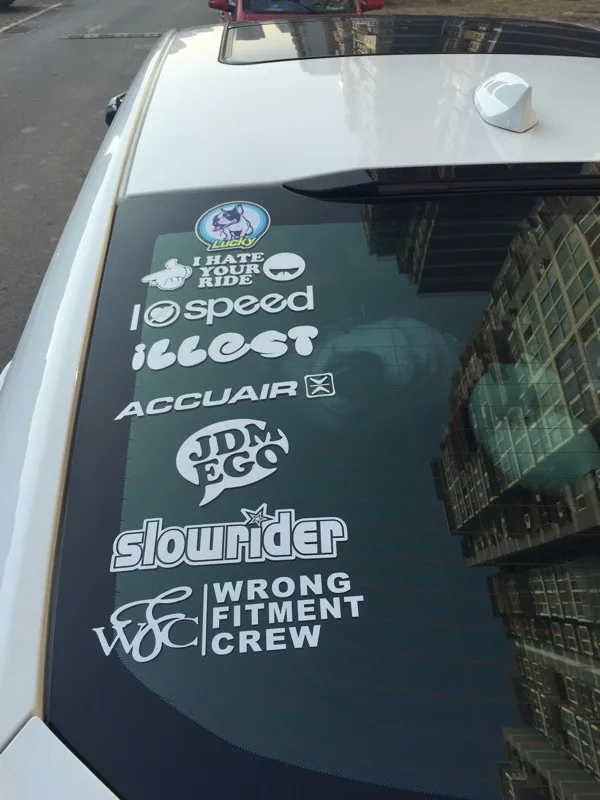 Lucky
I HATE
YOUR
RIDE
I speed
iLLEST
ACCUAIR
JDM
EGO
slowrider
WFC
WRONG
FITMENT
CREW